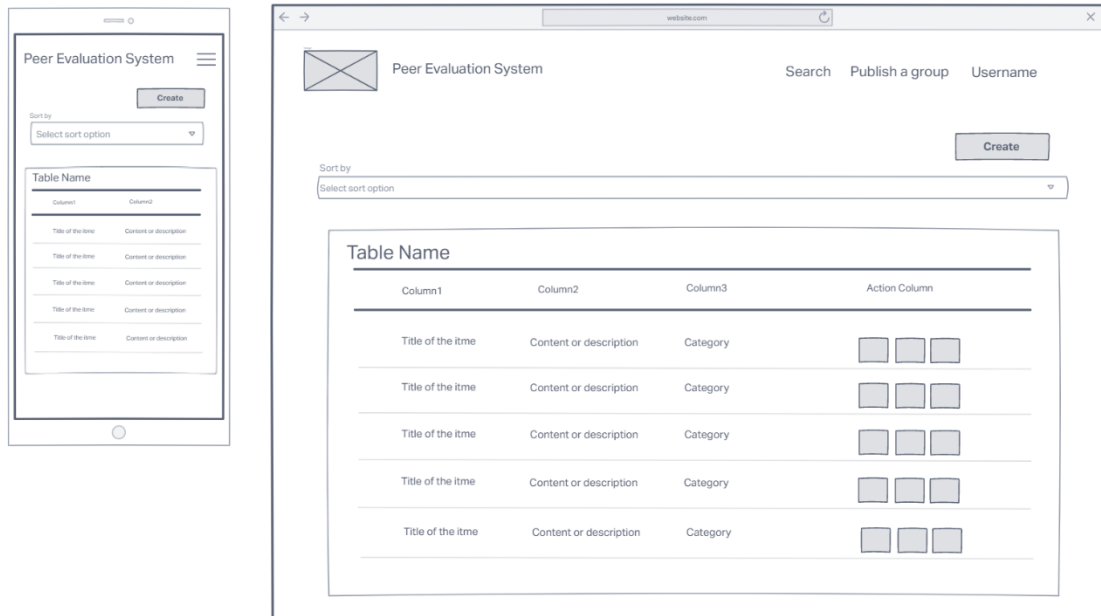 Peer Evaluation System
Create
Sort by
Select sort option
Table Name
Column1 Column2
Title of the itme Content or description
Title of the itme Content or description
Title of the itme Content or description
Title of the itme Content or description
Title of the itme Content or description
website.com
Peer Evaluation System Search Publish a group Username
Create
Sort by
Select sort option
Table Name
Column1 Column2 Column3 Action Column
Title of the itme Content or description Category
Title of the itme Content or description Category
Title of the itme Content or description Category
Title of the itme Content or description Category
Title of the itme Content or description Category